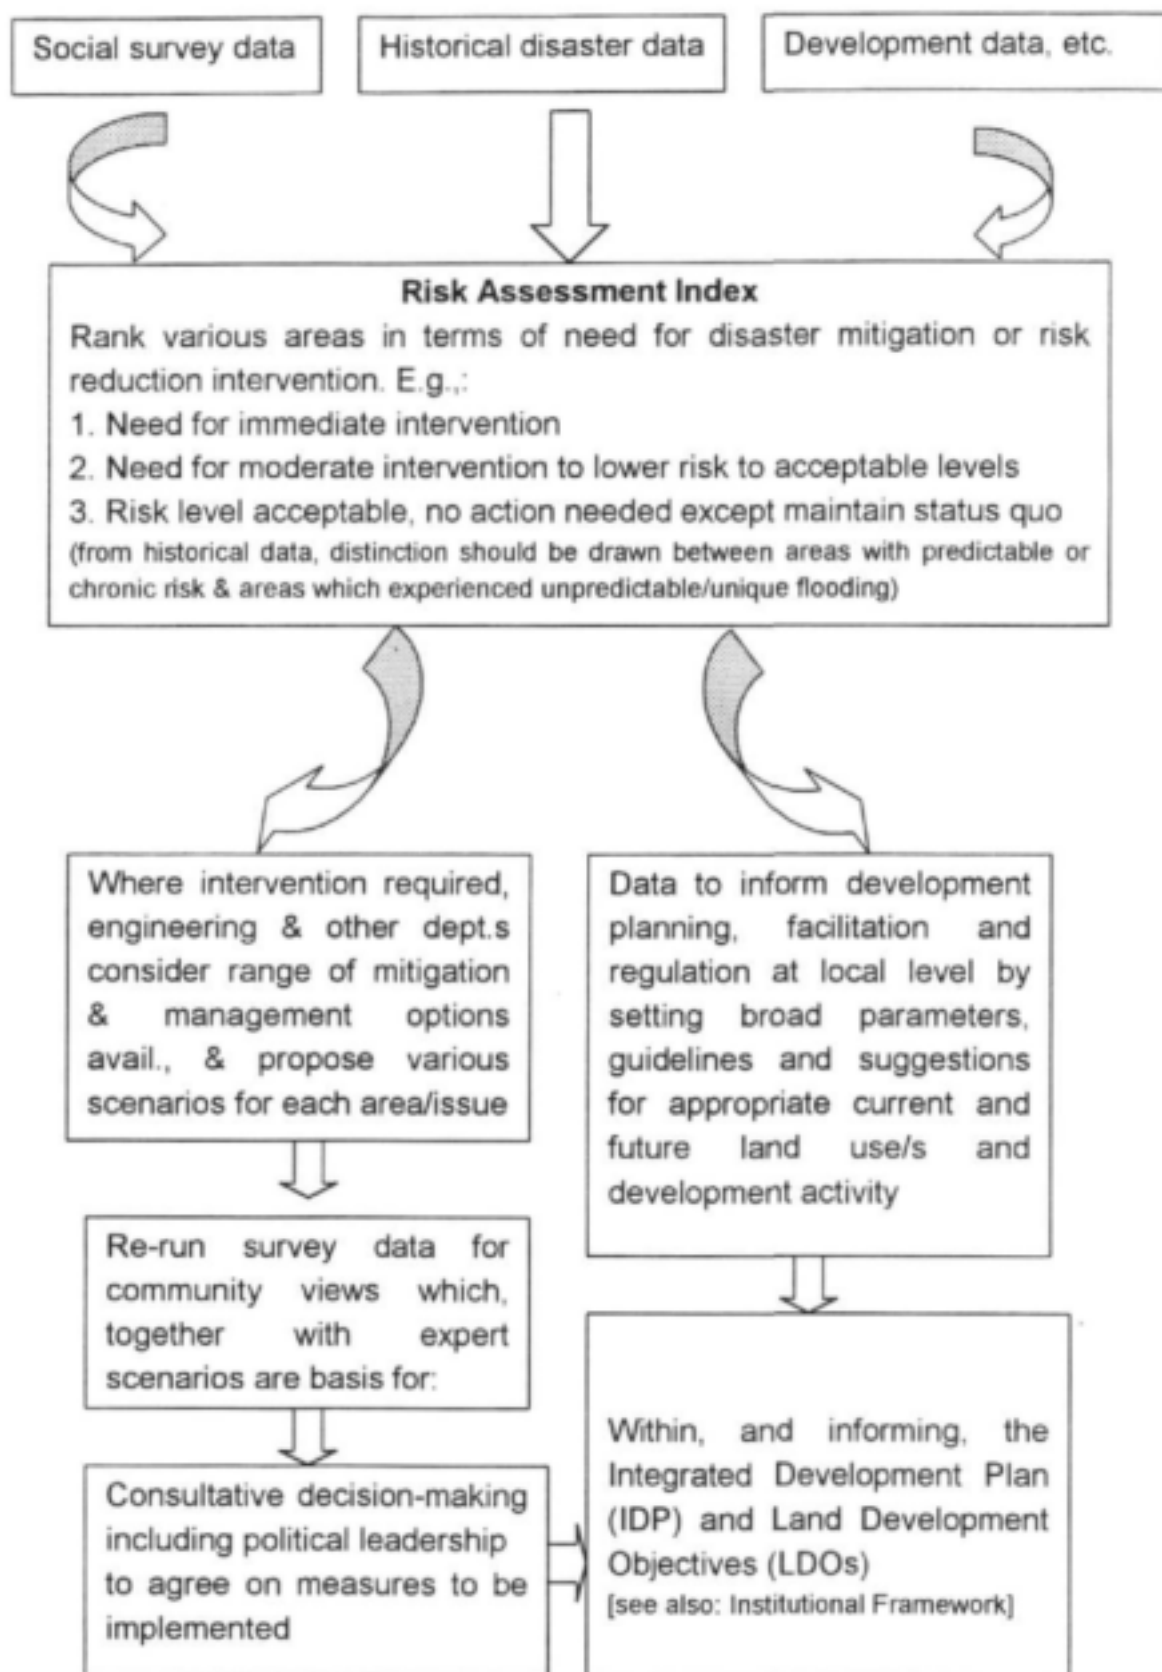 Social survey data
Historical disaster data
Development data, etc.
Risk Assessment Index
Rank various areas in terms of need for disaster mitigation or risk
reduction intervention. E.g.,:
1. Need for immediate intervention
2. Need for moderate intervention to lower risk to acceptable levels
3. Risk level acceptable, no action needed except maintain status quo
(from historical data, distinction should be drawn between areas with predictable or
chronic risk & areas which experienced unpredictable/unique flooding)
Where intervention required,
engineering & other dept.s
consider range of mitigation
& management options
avail., & propose various
scenarios for each area/issue
Data to inform development
planning, facilitation and
regulation at local level by
setting broad parameters,
guidelines and suggestions
for appropriate current and
future land use/s and
development activity
Re-run survey data for
community views which,
together with expert
scenarios are basis for:
Consultative decision-making
including political leadership
to agree on measures to be
implemented
Within, and informing, the
Integrated Development Plan
(IDP) and Land Development
Objectives (LDOs)
[see also: Institutional Framework]